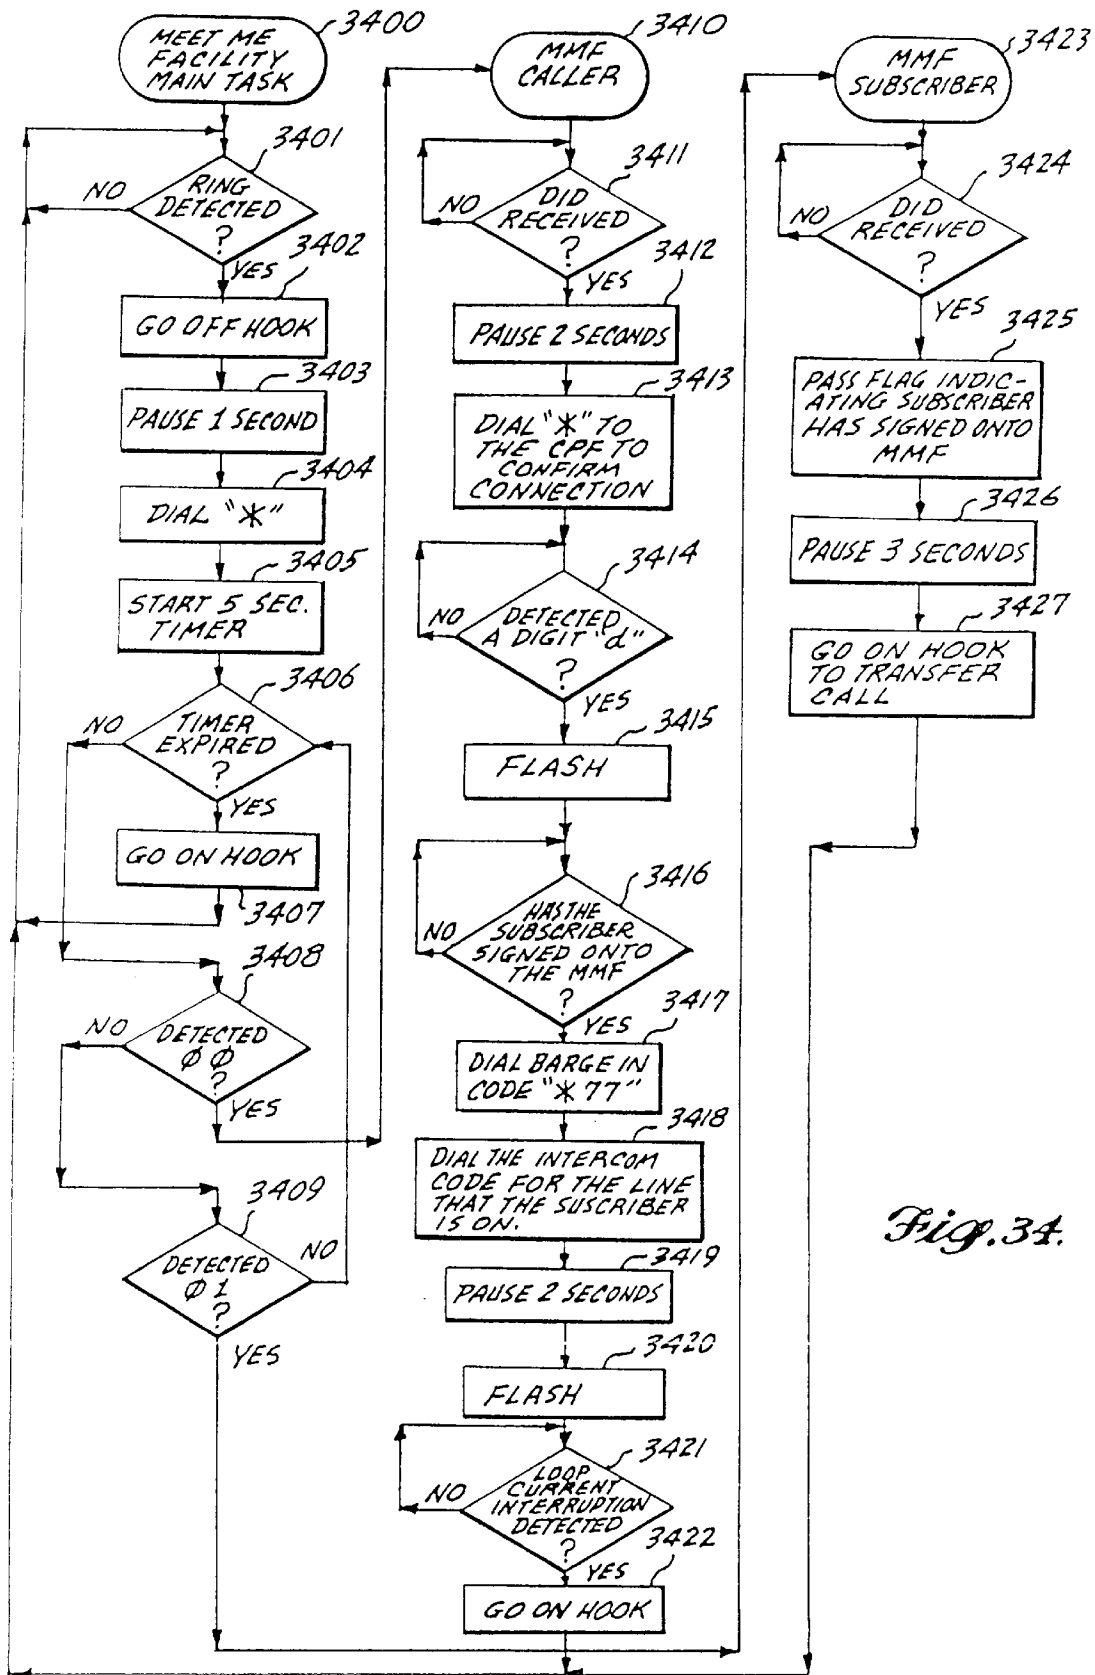 3400
MEET ME
FACILITY
MAIN TASK
3401
RING
DETECTED
?
NO
YES
3402
GO OFF HOOK
3403
PAUSE 1 SECOND
3404
DIAL "*"
3405
START 5 SEC.
TIMER
3406
TIMER
EXPIRED
?
NO
YES
GO ON HOOK
3407
3408
DETECTED
ØØ
?
NO
YES
3409
DETECTED
Ø1
?
NO
YES
3410
MMF
CALLER
3411
DID
RECEIVED
?
NO
YES
3412
PAUSE 2 SECONDS
3413
DIAL "*" TO
THE CPF TO
CONFIRM
CONNECTION
3414
DETECTED
A DIGIT "d"
?
NO
YES
3415
FLASH
3416
HAS THE
SUBSCRIBER
SIGNED ONTO
THE MMF
?
NO
YES
3417
DIAL BARGE IN
CODE "*77"
3418
DIAL THE INTERCOM
CODE FOR THE LINE
THAT THE SUSCRIBER
IS ON.
3419
PAUSE 2 SECONDS
3420
FLASH
3421
LOOP
CURRENT
INTERRUPTION
DETECTED
?
NO
YES
3422
GO ON HOOK
3423
MMF
SUBSCRIBER
3424
DID
RECEIVED
?
NO
YES
3425
PASS FLAG INDIC-
ATING SUBSCRIBER
HAS SIGNED ONTO
MMF
3426
PAUSE 3 SECONDS
3427
GO ON HOOK
TO TRANSFER
CALL
Fig. 34.